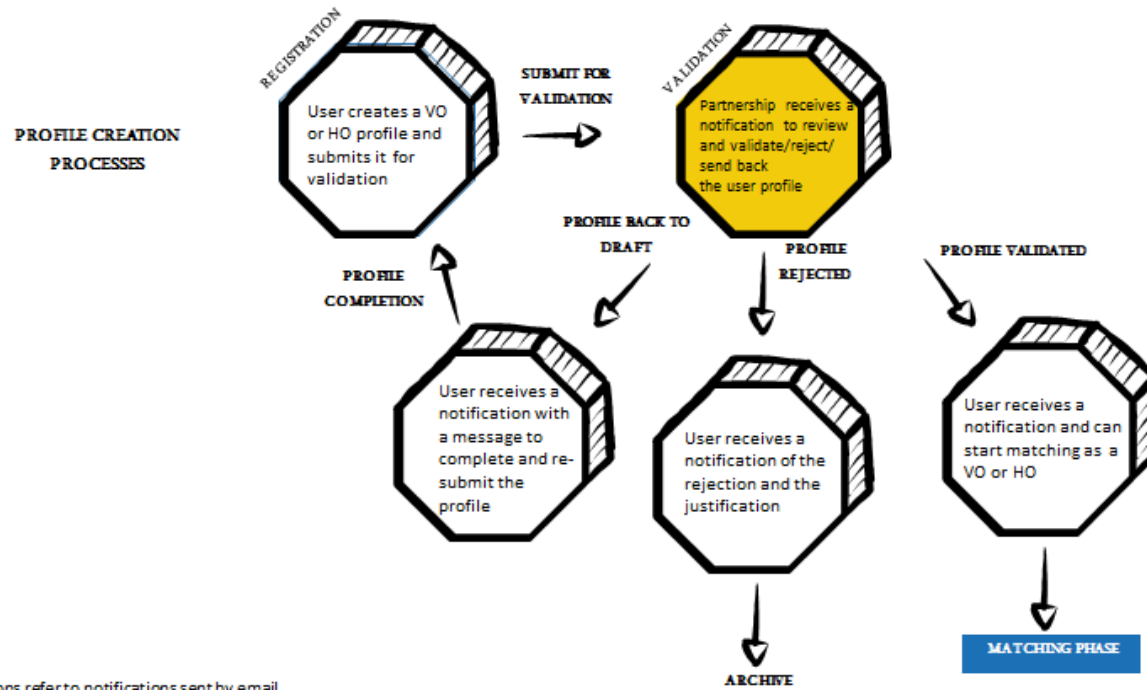 REGISTRATION
VALIDATION
PROFILE CREATION
PROCESSES
User creates a VO
or HO profile and
submits it for
validation
SUBMIT FOR
VALIDATION
Partnership receives a
notification to review
and validate/reject/
send back
the user profile
PROFILE BACK TO
DRAFT
PROFILE
REJECTED
PROFILE VALIDATED
PROFILE
COMPLETION
User receives a
notification with
a message to
complete and re-
submit the
profile
User receives a
notification of the
rejection and the
justification
User receives a
notification and can
start matching as a
VO or HO
MATCHING PHASE
ARCHIVE
refer to notifications sent by email